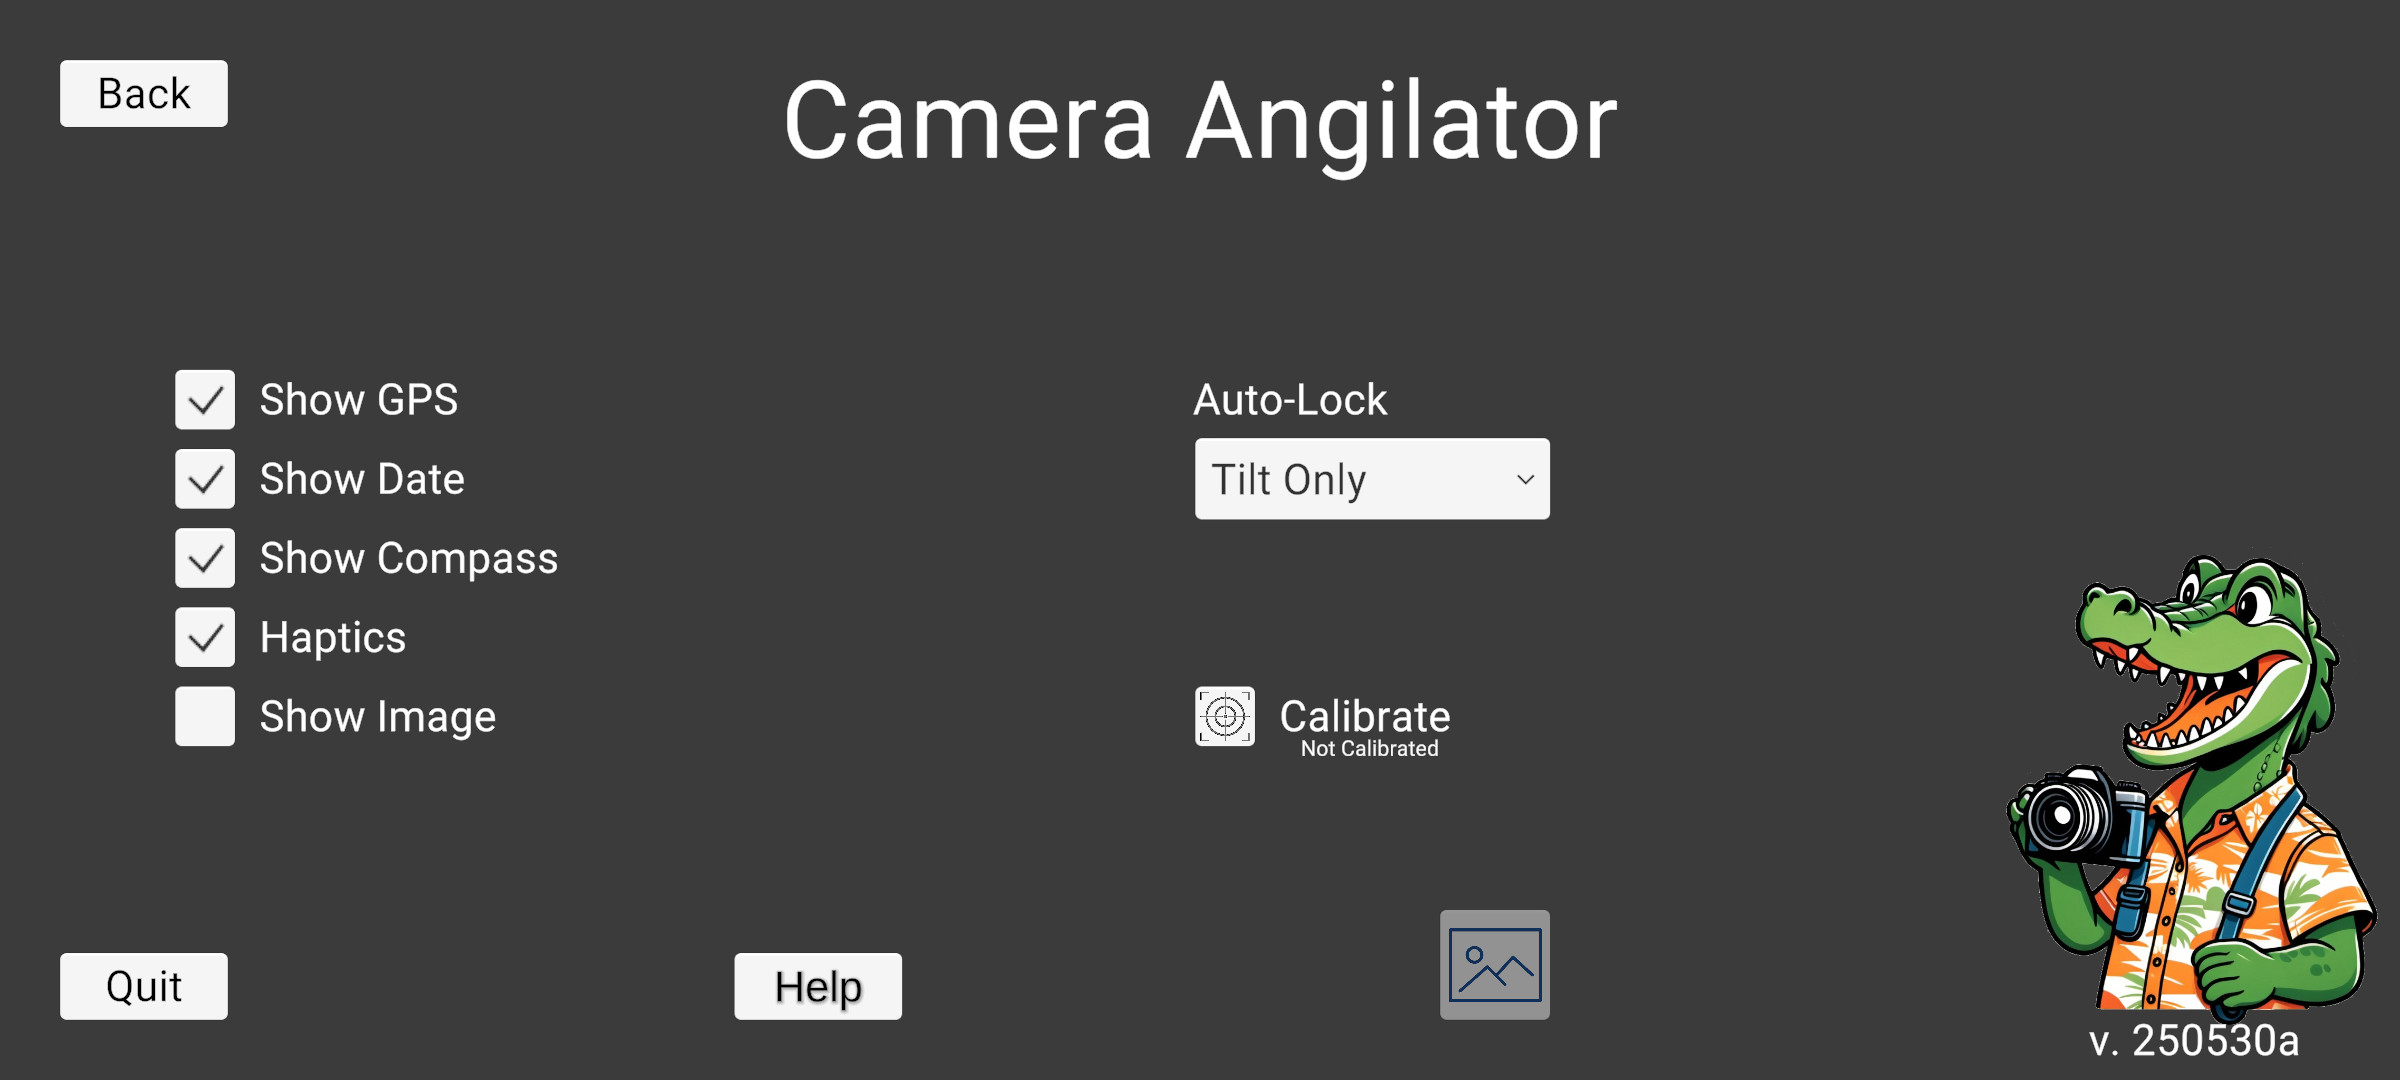 Back
Camera Angilator
Show GPS
Show Date
Show Compass
Haptics
Show Image
Auto-Lock
Tilt Only
Calibrate
Not Calibrated
Quit
Help
v. 250530a